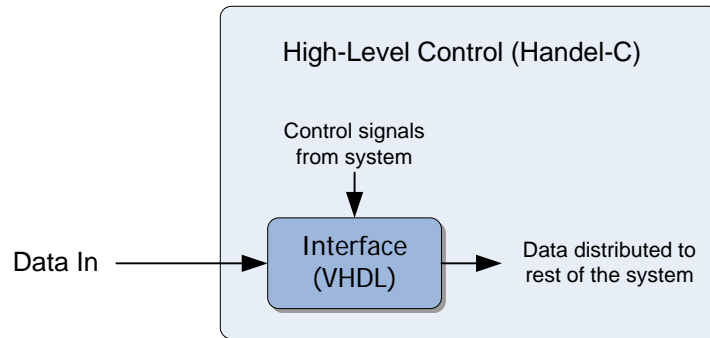 High-Level Control (Handel-C)
Control signals
from system
Data In
Interface
(VHDL)
Data distributed to
rest of the system